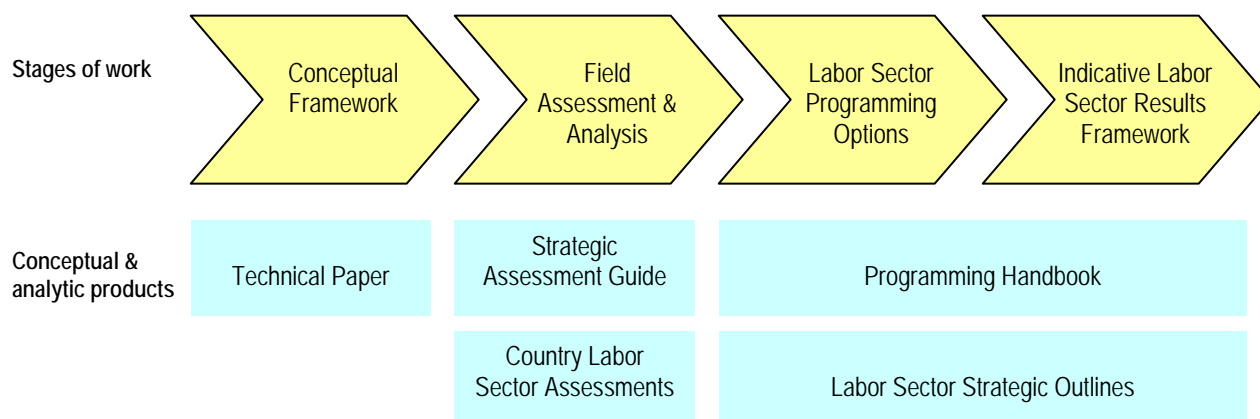 Stages of work
Conceptual
Framework
Field
Assessment &
Analysis
Labor Sector
Programming
Options
Indicative Labor
Sector Results
Framework
Conceptual &
analytic products
Technical Paper
Strategic
Assessment Guide
Programming Handbook
Country Labor
Sector Assessments
Labor Sector Strategic Outlines